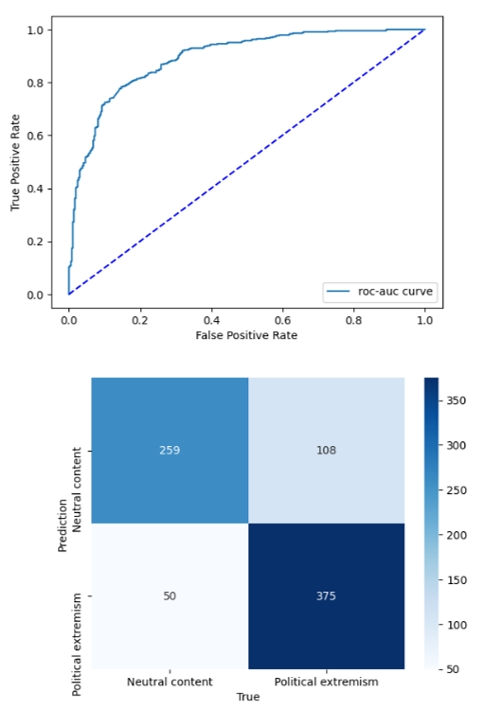 1.0
0.8
0.6
0.4
0.2
0.0
True Positive Rate
0.0 0.2 0.4 0.6 0.8 1.0
False Positive Rate
roc-auc curve
Prediction
Neutral content
Political extremism
259 108
50 375
Neutral content Political extremism
True
350
300
250
200
150
100
50